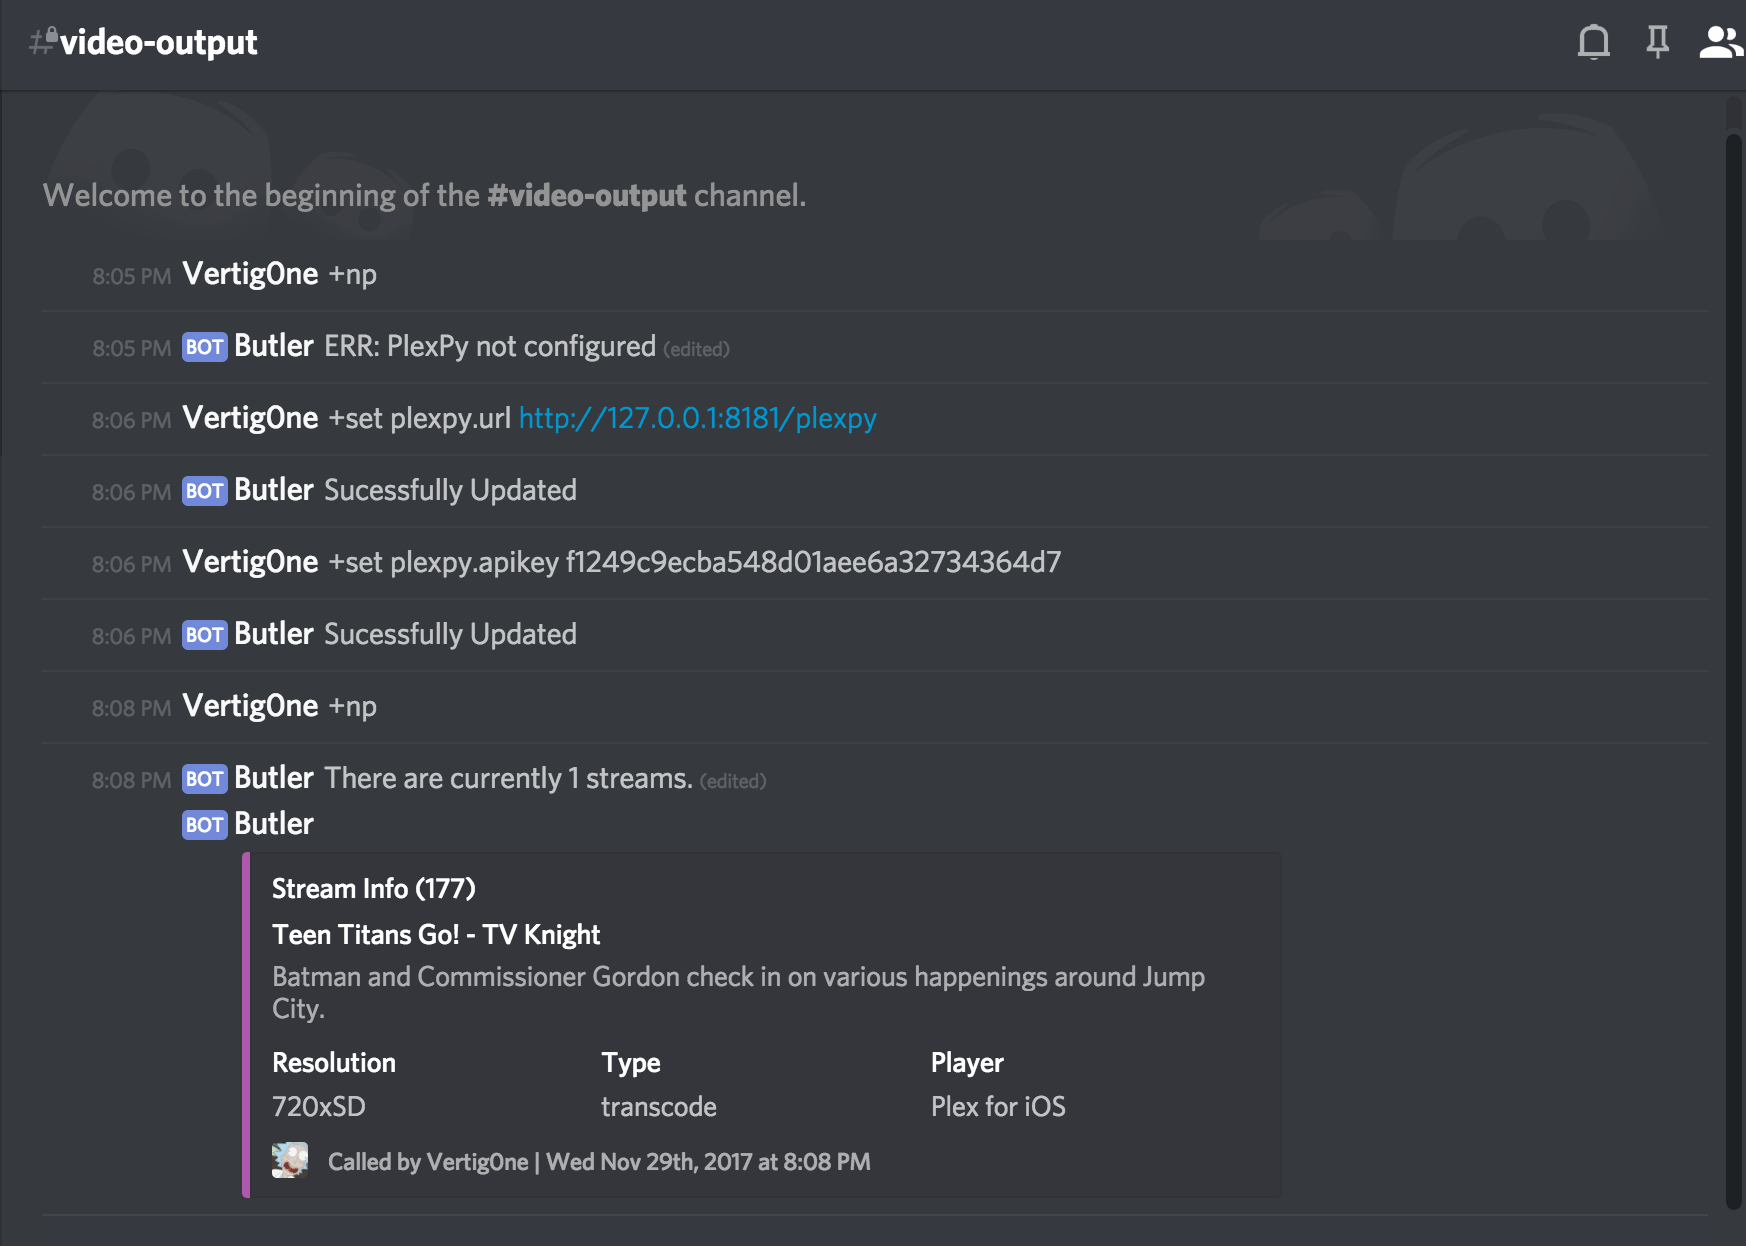 #video-output
Welcome to the beginning of the #video-output channel.
8:05 PM Vertig0ne +np
8:05 PM BOT Butler ERR: PlexPy not configured (edited)
8:06 PM Vertig0ne +set plexpy.url http://127.0.0.1:8181/plexpy
8:06 PM BOT Butler Sucessfully Updated
8:06 PM Vertig0ne +set plexpy.apikey f1249c9ecba548d01aee6a32734364d7
8:06 PM BOT Butler Sucessfully Updated
8:08 PM Vertig0ne +np
8:08 PM BOT Butler There are currently 1 streams. (edited)
BOT Butler
Stream Info (177)
Teen Titans Go! - TV Knight
Batman and Commissioner Gordon check in on various happenings around Jump
City.
Resolution Type Player
720xSD transcode Plex for iOS
Called by Vertig0ne | Wed Nov 29th, 2017 at 8:08 PM